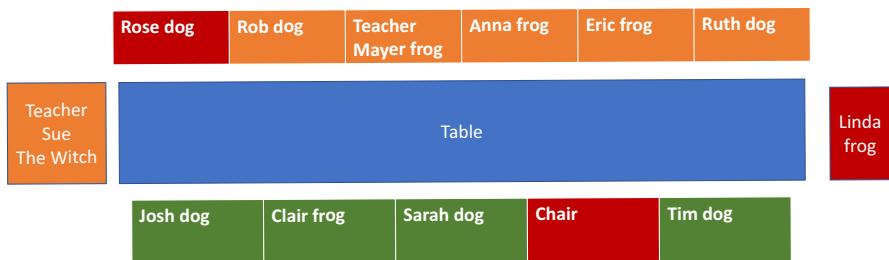 Rose dog
Rob dog
Teacher
Mayer frog
Anna frog
Eric frog
Ruth dog
Teacher
Sue
The Witch
Table
Linda
frog
Josh dog
Clair frog
Sarah dog
Chair
Tim dog